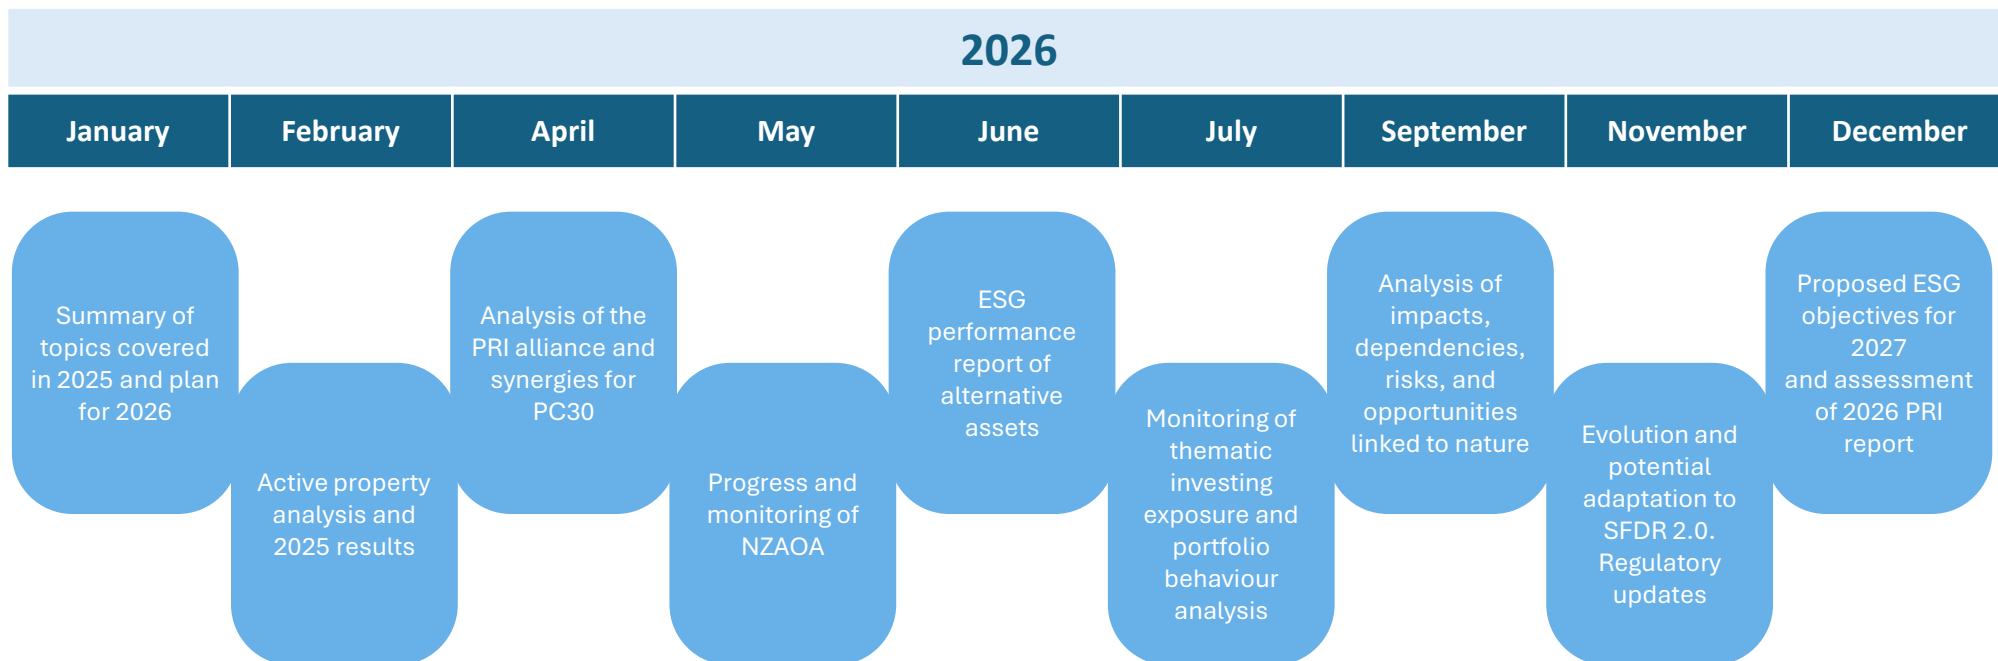 2026
January
February
April
May
June
July
September
November
December
Summary of
topics covered
in 2025 and plan
for 2026
Active property
analysis and
2025 results
Analysis of the
PRI alliance and
synergies for
PC30
Progress and
monitoring of
NZAOA
ESG
performance
report of
alternative
assets
Monitoring of
thematic
investing
exposure and
portfolio
behaviour
analysis
Analysis of
impacts,
dependencies,
risks, and
opportunities
linked to nature
Evolution and
potential
adaptation to
SFDR 2.0.
Regulatory
updates
Proposed ESG
objectives for
2027
and assessment
of 2026 PRI
report